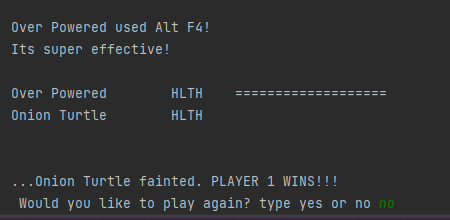 Over Powered used Alt F4!
Its super effective!
Over Powered HLTH ===================
Onion Turtle HLTH
...Onion Turtle fainted. PLAYER 1 WINS!!!
Would you like to play again? type yes or no no